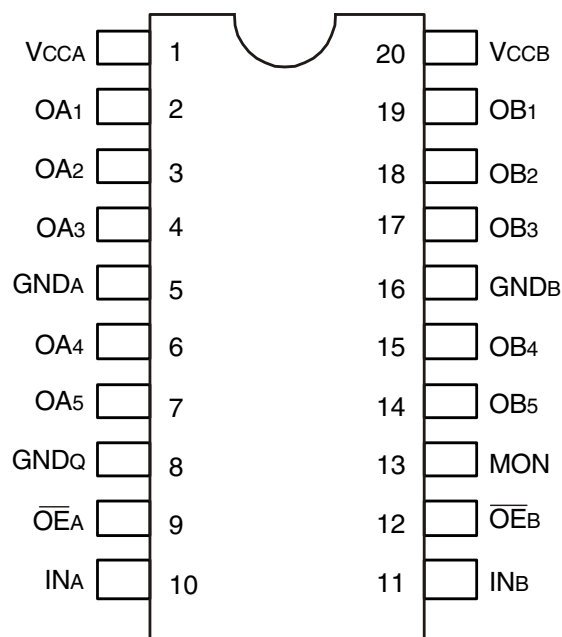 VCCA 1 20 VCCB
OA1 2 19 OB1
OA2 3 18 OB2
OA3 4 17 OB3
GNDA 5 16 GNDB
OA4 6 15 OB4
OA5 7 14 OB5
GNDQ 8 13 MON
O̅E̅A 9 12 O̅E̅B
INA 10 11 INB